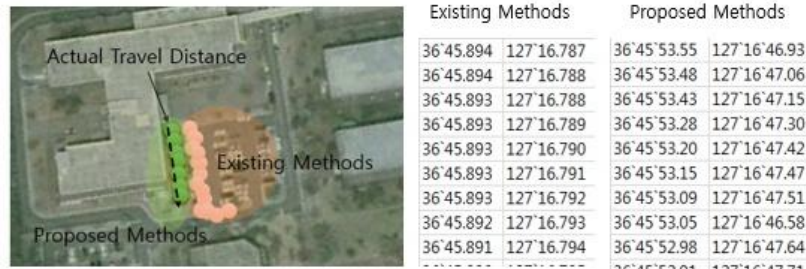 Actual Travel Distance
Existing Methods
Proposed Methods
Existing Methods Proposed Methods
36`45.894 127`16.787 36`45`53.55 127`16`46.93
36`45.894 127`16.788 36`45`53.48 127`16`47.06
36`45.893 127`16.788 36`45`53.43 127`16`47.15
36`45.893 127`16.789 36`45`53.28 127`16`47.30
36`45.893 127`16.790 36`45`53.20 127`16`47.42
36`45.893 127`16.791 36`45`53.15 127`16`47.47
36`45.893 127`16.792 36`45`53.09 127`16`47.51
36`45.892 127`16.793 36`45`53.05 127`16`46.58
36`45.891 127`16.794 36`45`52.98 127`16`47.64